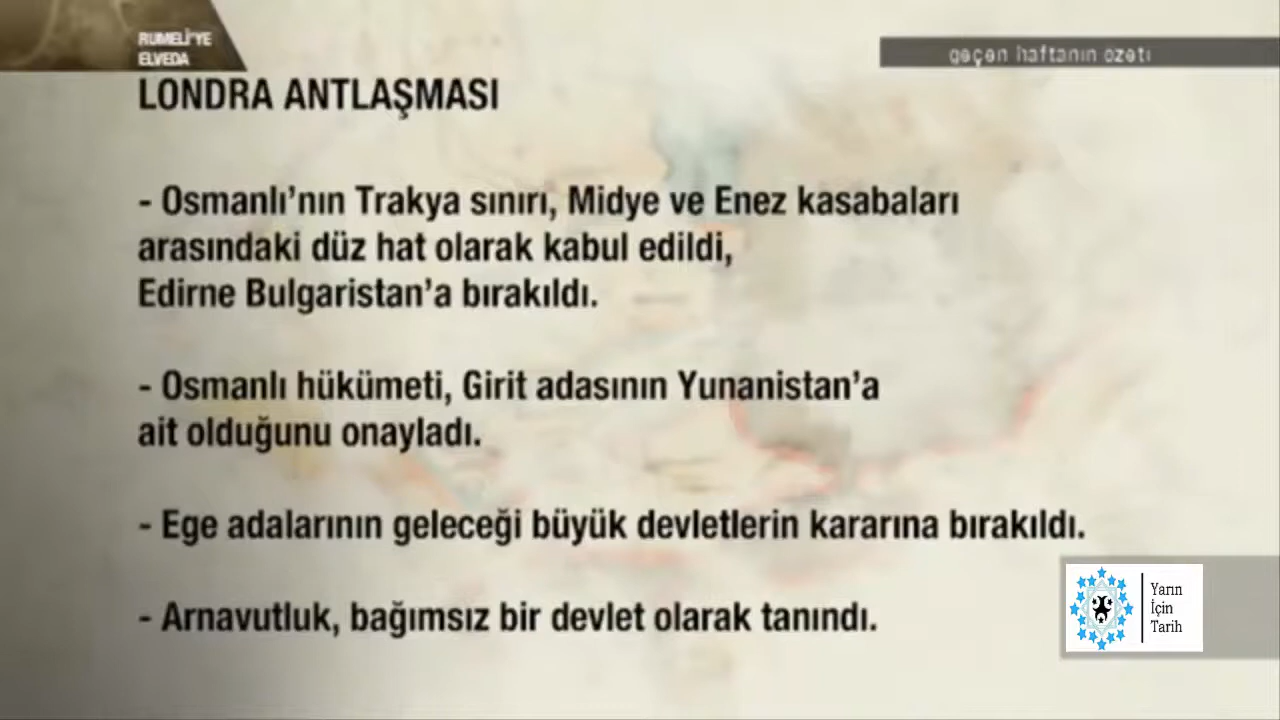 RUMELİ'YE
ELVEDA
geçen haftanın özeti
LONDRA ANTLAŞMASI
- Osmanlı'nın Trakya sınırı, Midye ve Enez kasabaları
arasındaki düz hat olarak kabul edildi,
Edirne Bulgaristan'a bırakıldı.
- Osmanlı hükümeti, Girit adasının Yunanistan'a
ait olduğunu onayladı.
- Ege adalarının geleceği büyük devletlerin kararına bırakıldı.
- Arnavutluk, bağımsız bir devlet olarak tanındı.
Yarın
İçin
Tarih